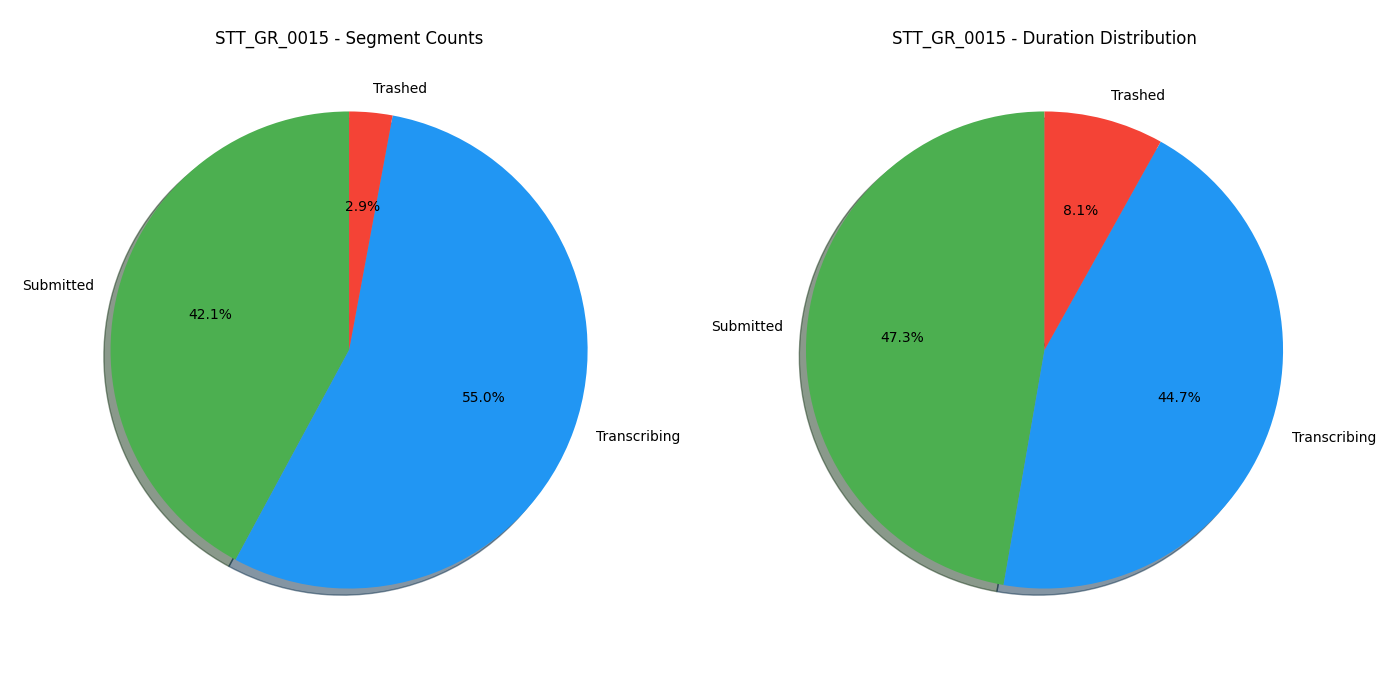 STT_GR_0015 - Segment Counts
Trashed
2.9%
Submitted
42.1%
55.0%
Transcribing
STT_GR_0015 - Duration Distribution
Trashed
8.1%
Submitted
47.3%
44.7%
Transcribing